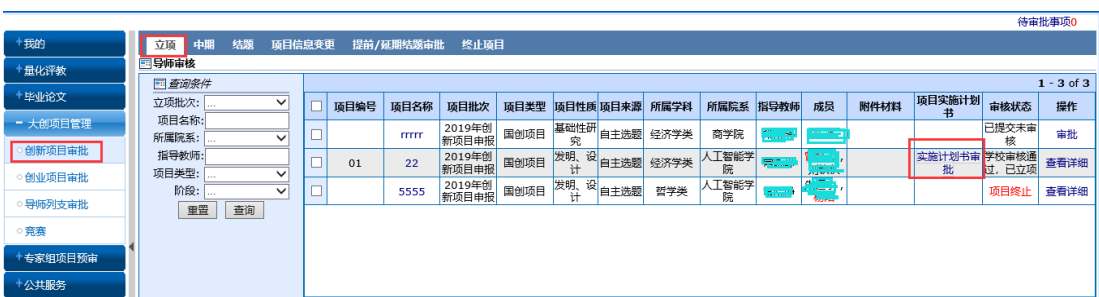 待审批事项0
+我的
+量化评教
+毕业论文
- 大创项目管理
创新项目审批
创业项目审批
导师列支审批
竞赛
+专家组项目预审
+公共服务
立项 中期 结题 项目信息变更 提前/延期结题审批 终止项目
导师审核
查询条件
立项批次: ...
项目名称:
所属院系: ...
指导教师:
项目类型: ...
阶段: ...
重置 查询
1 - 3 of 3
项目编号 项目名称 项目批次 项目类型 项目性质 项目来源 所属学科 所属院系 指导教师 成员 附件材料 项目实施计划书 审核状态 操作
rrrrr 2019年创新项目申报 国创项目 基础性研究 自主选题 经济学类 商学院 已提交未审核 审批
01 22 2019年创新项目申报 国创项目 发明、设计 自主选题 经济学类 人工智能学院 实施计划书审批 学校审核通过，已立项 查看详细
5555 2019年创新项目申报 国创项目 发明、设计 自主选题 哲学类 人工智能学院 项目终止 查看详细